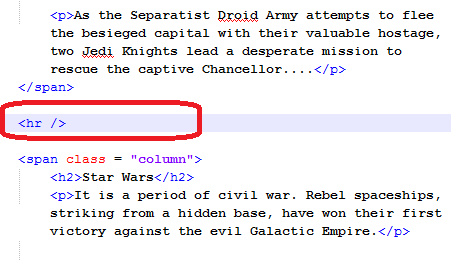 <p>As the Separatist Droid Army attempts to flee
the besieged capital with their valuable hostage,
two Jedi Knights lead a desperate mission to
rescue the captive Chancellor....</p>
</span>
<hr />
<span class = "column">
<h2>Star Wars</h2>
<p>It is a period of civil war. Rebel spaceships,
striking from a hidden base, have won their first
victory against the evil Galactic Empire.</p>